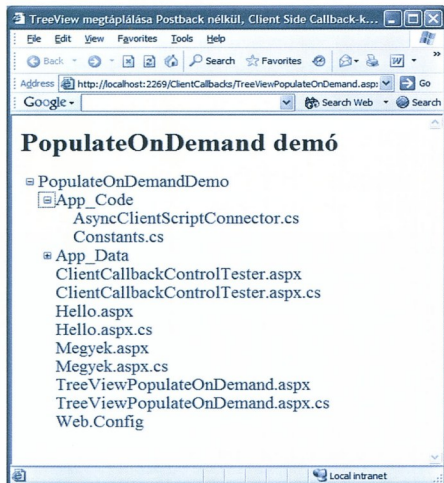 TreeView megtáplálása Postback nélkül, Client Side Callback-k...
File Edit View Favorites Tools Help
Back Search Favorites
Address http://localhost:2269/ClientCallbacks/TreeViewPopulateOnDemand.asp: Go
Google Search Web Search
PopulateOnDemand demó
PopulateOnDemandDemo
App_Code
AsyncClientScriptConnector.cs
Constants.cs
App_Data
ClientCallbackControlTester.aspx
ClientCallbackControlTester.aspx.cs
Hello.aspx
Hello.aspx.cs
Megyek.aspx
Megyek.aspx.cs
TreeViewPopulateOnDemand.aspx
TreeViewPopulateOnDemand.aspx.cs
Web.Config
Local intranet